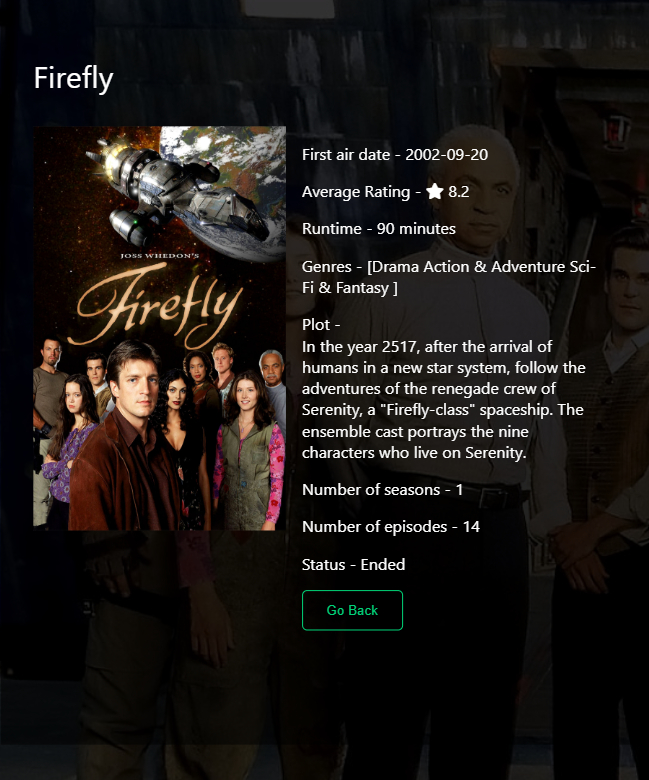 Firefly
JOSS WHEDON'S
Firefly
First air date - 2002-09-20
Average Rating - ★ 8.2
Runtime - 90 minutes
Genres - [Drama Action & Adventure Sci-
Fi & Fantasy ]
Plot -
In the year 2517, after the arrival of
humans in a new star system, follow the
adventures of the renegade crew of
Serenity, a "Firefly-class" spaceship. The
ensemble cast portrays the nine
characters who live on Serenity.
Number of seasons - 1
Number of episodes - 14
Status - Ended
Go Back